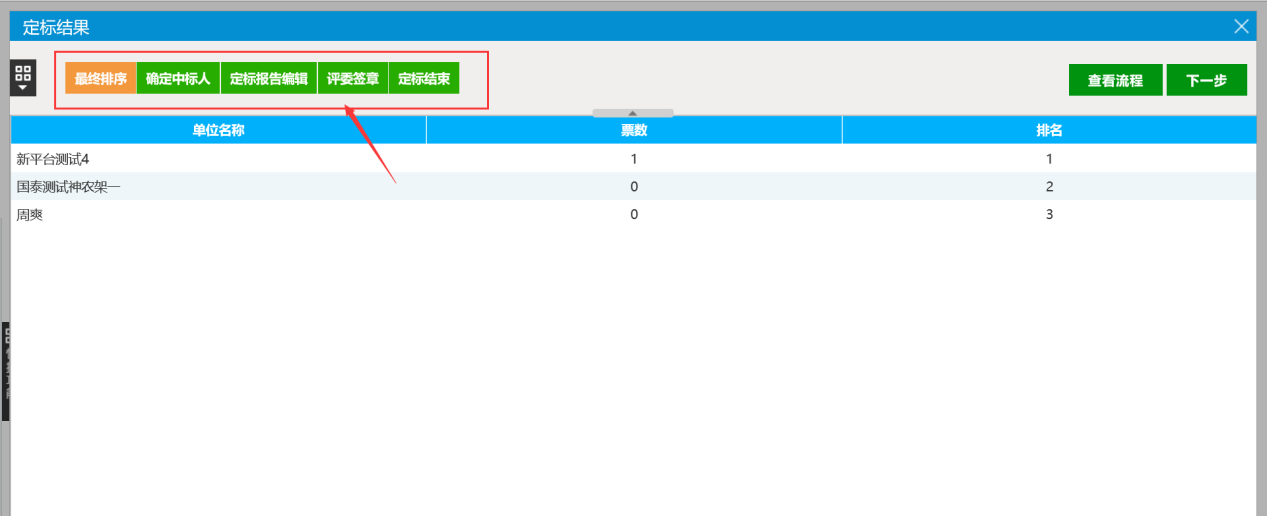 定标结果
最终排序 确定中标人 定标报告编辑 评委签章 定标结束 查看流程 下一步
单位名称 票数 排名
新平台测试4 1 1
国泰测试神农架一 0 2
周爽 0 3